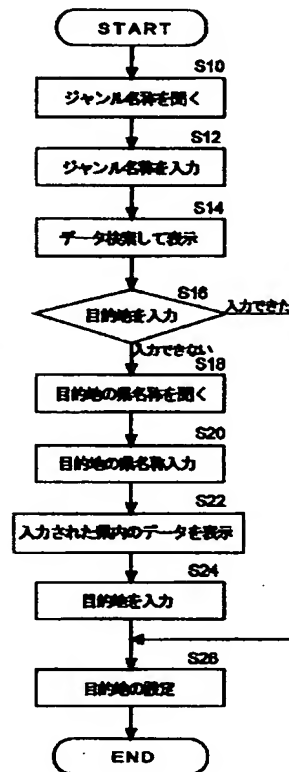 START
S10
ジャンル名称を聞く
S12
ジャンル名称を入力
S14
データ検索して表示
S16
目的地を入力
入力できた
入力できない
S18
目的地の県名称を聞く
S20
目的地の県名称入力
S22
入力された県内のデータを表示
S24
目的地を入力
S26
目的地の設定
END